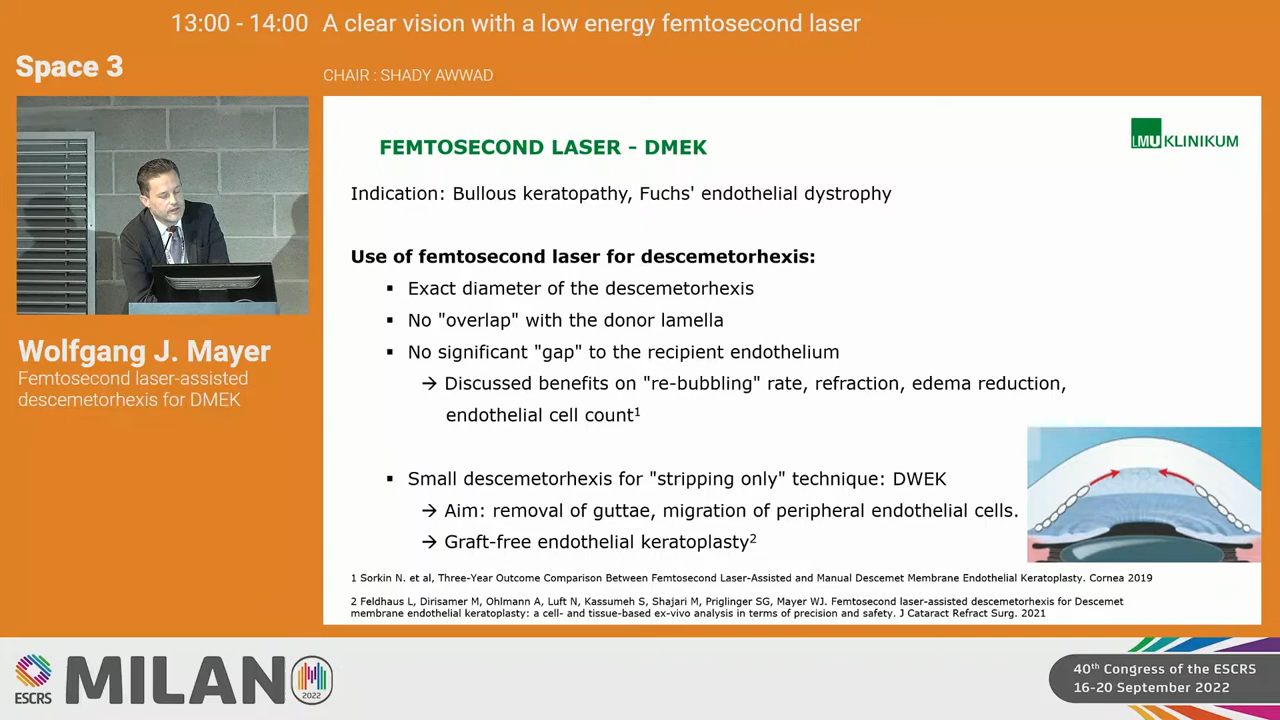 13:00 - 14:00 A clear vision with a low energy femtosecond laser
Space 3
CHAIR : SHADY AWWAD
LMU KLINIKUM
FEMTOSECOND LASER - DMEK
Indication: Bullous keratopathy, Fuchs' endothelial dystrophy
Use of femtosecond laser for descemetorhexis:
▪ Exact diameter of the descemetorhexis
▪ No "overlap" with the donor lamella
▪ No significant "gap" to the recipient endothelium
→ Discussed benefits on "re-bubbling" rate, refraction, edema reduction,
endothelial cell count1
▪ Small descemetorhexis for "stripping only" technique: DWEK
→ Aim: removal of guttae, migration of peripheral endothelial cells.
→ Graft-free endothelial keratoplasty2
1 Sorkin N. et al, Three-Year Outcome Comparison Between Femtosecond Laser-Assisted and Manual Descemet Membrane Endothelial Keratoplasty. Cornea 2019
2 Feldhaus L, Dirisamer M, Ohlmann A, Luft N, Kassumeh S, Shajari M, Priglinger SG, Mayer WJ. Femtosecond laser-assisted descemetorhexis for Descemet
membrane endothelial keratoplasty: a cell- and tissue-based ex-vivo analysis in terms of precision and safety. J Cataract Refract Surg. 2021
Wolfgang J. Mayer
Femtosecond laser-assisted
descemetorhexis for DMEK
ESCRS
MILANO
2022
40th Congress of the ESCRS
16-20 September 2022